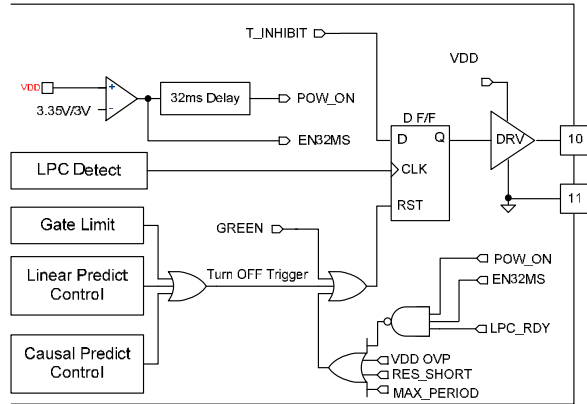 T_INHIBIT
VDD
VDD
+
-
3.35V/3V
32ms Delay
POW_ON
EN32MS
D F/F
D
Q
CLK
RST
DRV
10
11
LPC Detect
Gate Limit
GREEN
Linear Predict
Control
Turn OFF Trigger
POW_ON
EN32MS
LPC_RDY
Causal Predict
Control
VDD OVP
RES_SHORT
MAX_PERIOD